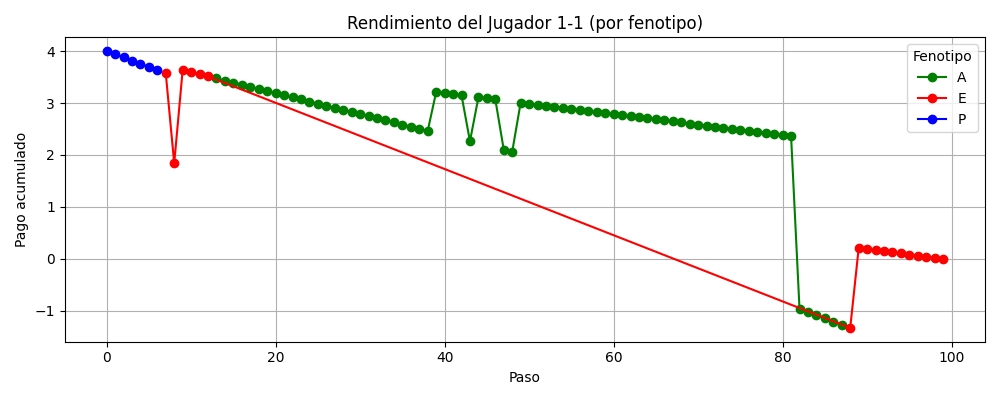 Rendimiento del Jugador 1-1 (por fenotipo)
Fenotipo
A
E
P
Pago acumulado
4
3
2
1
0
−1
0 20 40 60 80 100
Paso